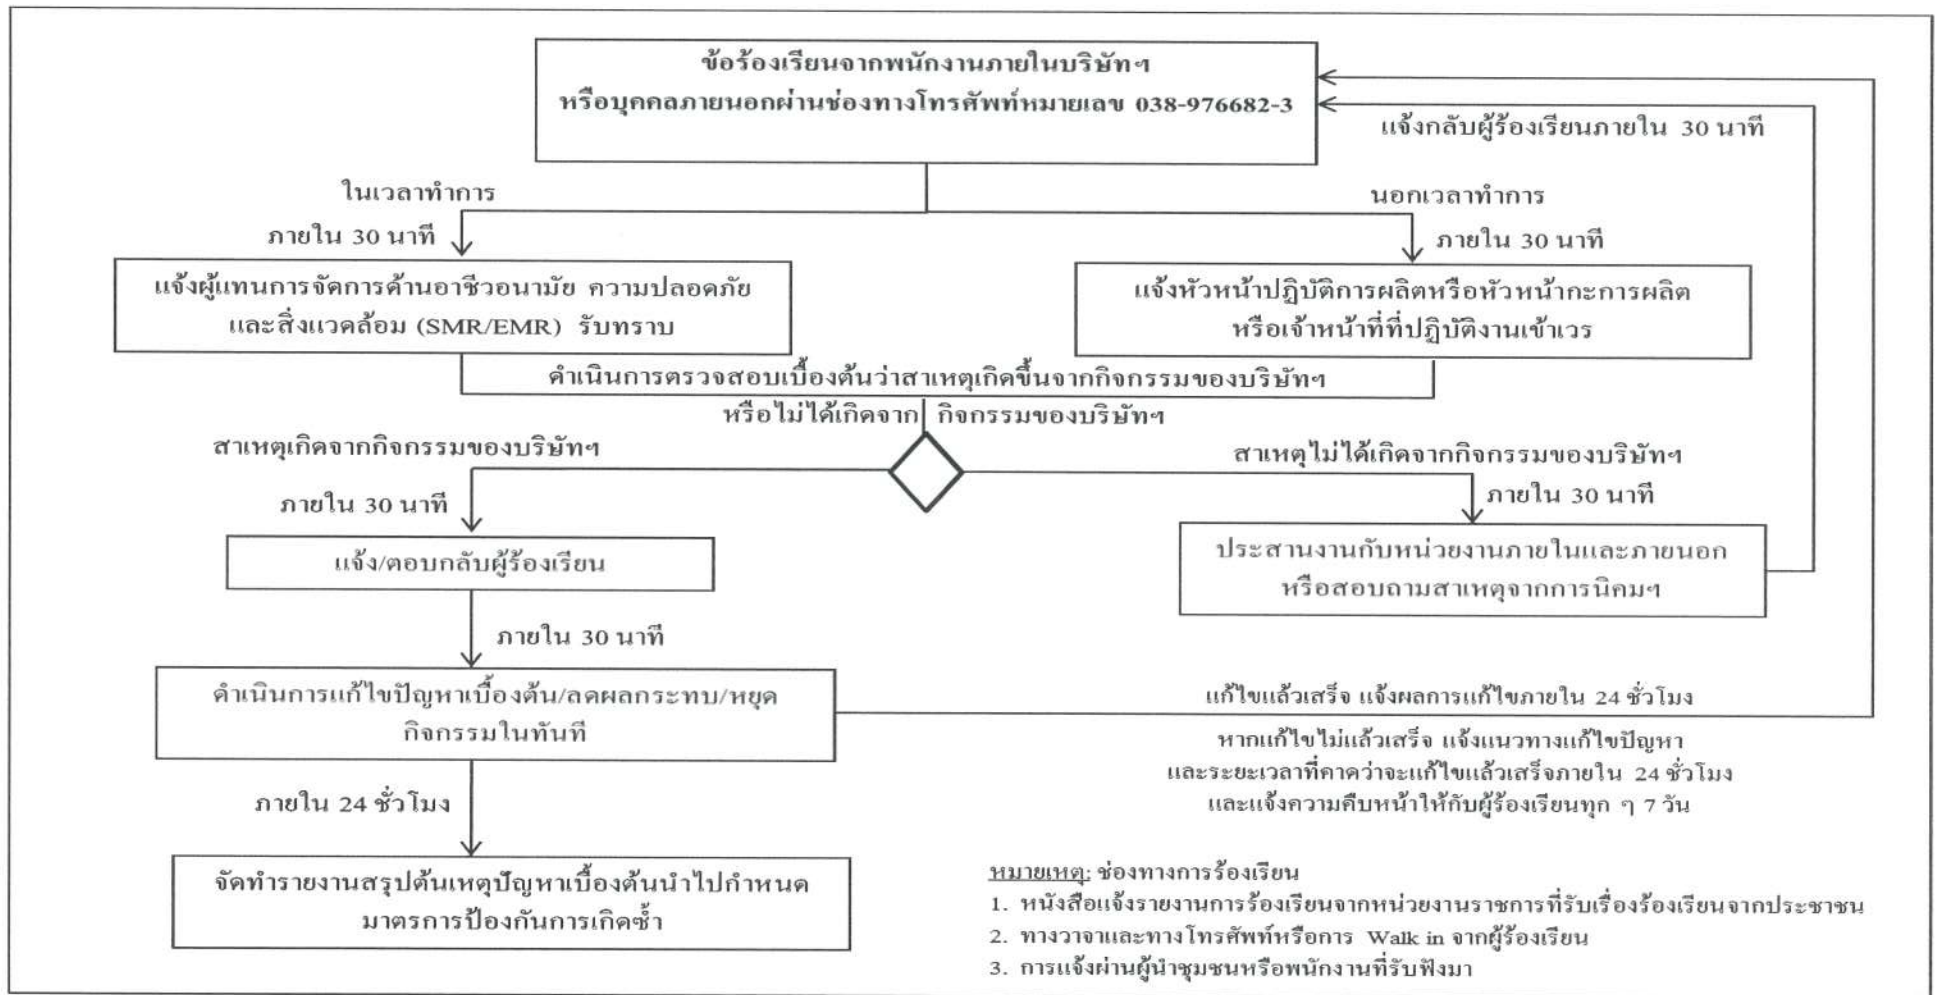 ข้อร้องเรียนจากพนักงานภายในบริษัทฯ
หรือบุคคลภายนอกผ่านช่องทางโทรศัพท์หมายเลข 038-976682-3
แจ้งกลับผู้ร้องเรียนภายใน 30 นาที
ในเวลาทำการ
นอกเวลาทำการ
ภายใน 30 นาที
ภายใน 30 นาที
แจ้งผู้แทนการจัดการด้านอาชีวอนามัย ความปลอดภัย
และสิ่งแวดล้อม (SMR/EMR) รับทราบ
แจ้งหัวหน้าปฏิบัติการผลิตหรือหัวหน้ากะการผลิต
หรือเจ้าหน้าที่ที่ปฏิบัติงานเข้าเวร
ดำเนินการตรวจสอบเบื้องต้นว่าสาเหตุเกิดขึ้นจากกิจกรรมของบริษัทฯ
หรือไม่ได้เกิดจาก กิจกรรมของบริษัทฯ
สาเหตุเกิดจากกิจกรรมของบริษัทฯ
สาเหตุไม่ได้เกิดจากกิจกรรมของบริษัทฯ
ภายใน 30 นาที
ภายใน 30 นาที
แจ้ง/ตอบกลับผู้ร้องเรียน
ประสานงานกับหน่วยงานภายในและภายนอก
หรือสอบถามสาเหตุจากการนิคมฯ
ภายใน 30 นาที
ดำเนินการแก้ไขปัญหาเบื้องต้น/ลดผลกระทบ/หยุด
กิจกรรมในทันที
แก้ไขแล้วเสร็จ แจ้งผลการแก้ไขภายใน 24 ชั่วโมง
หากแก้ไขไม่แล้วเสร็จ แจ้งแนวทางแก้ไขปัญหา
และระยะเวลาที่คาดว่าจะแก้ไขแล้วเสร็จภายใน 24 ชั่วโมง
และแจ้งความคืบหน้าให้กับผู้ร้องเรียนทุก ๆ 7 วัน
ภายใน 24 ชั่วโมง
จัดทำรายงานสรุปต้นเหตุปัญหาเบื้องต้นนำไปกำหนด
มาตรการป้องกันการเกิดซ้ำ
หมายเหตุ: ช่องทางการร้องเรียน
1. หนังสือแจ้งรายงานการร้องเรียนจากหน่วยงานราชการที่รับเรื่องร้องเรียนจากประชาชน
2. ทางวาจาและทางโทรศัพท์หรือการ Walk in จากผู้ร้องเรียน
3. การแจ้งผ่านผู้นำชุมชนหรือพนักงานที่รับฟังมา